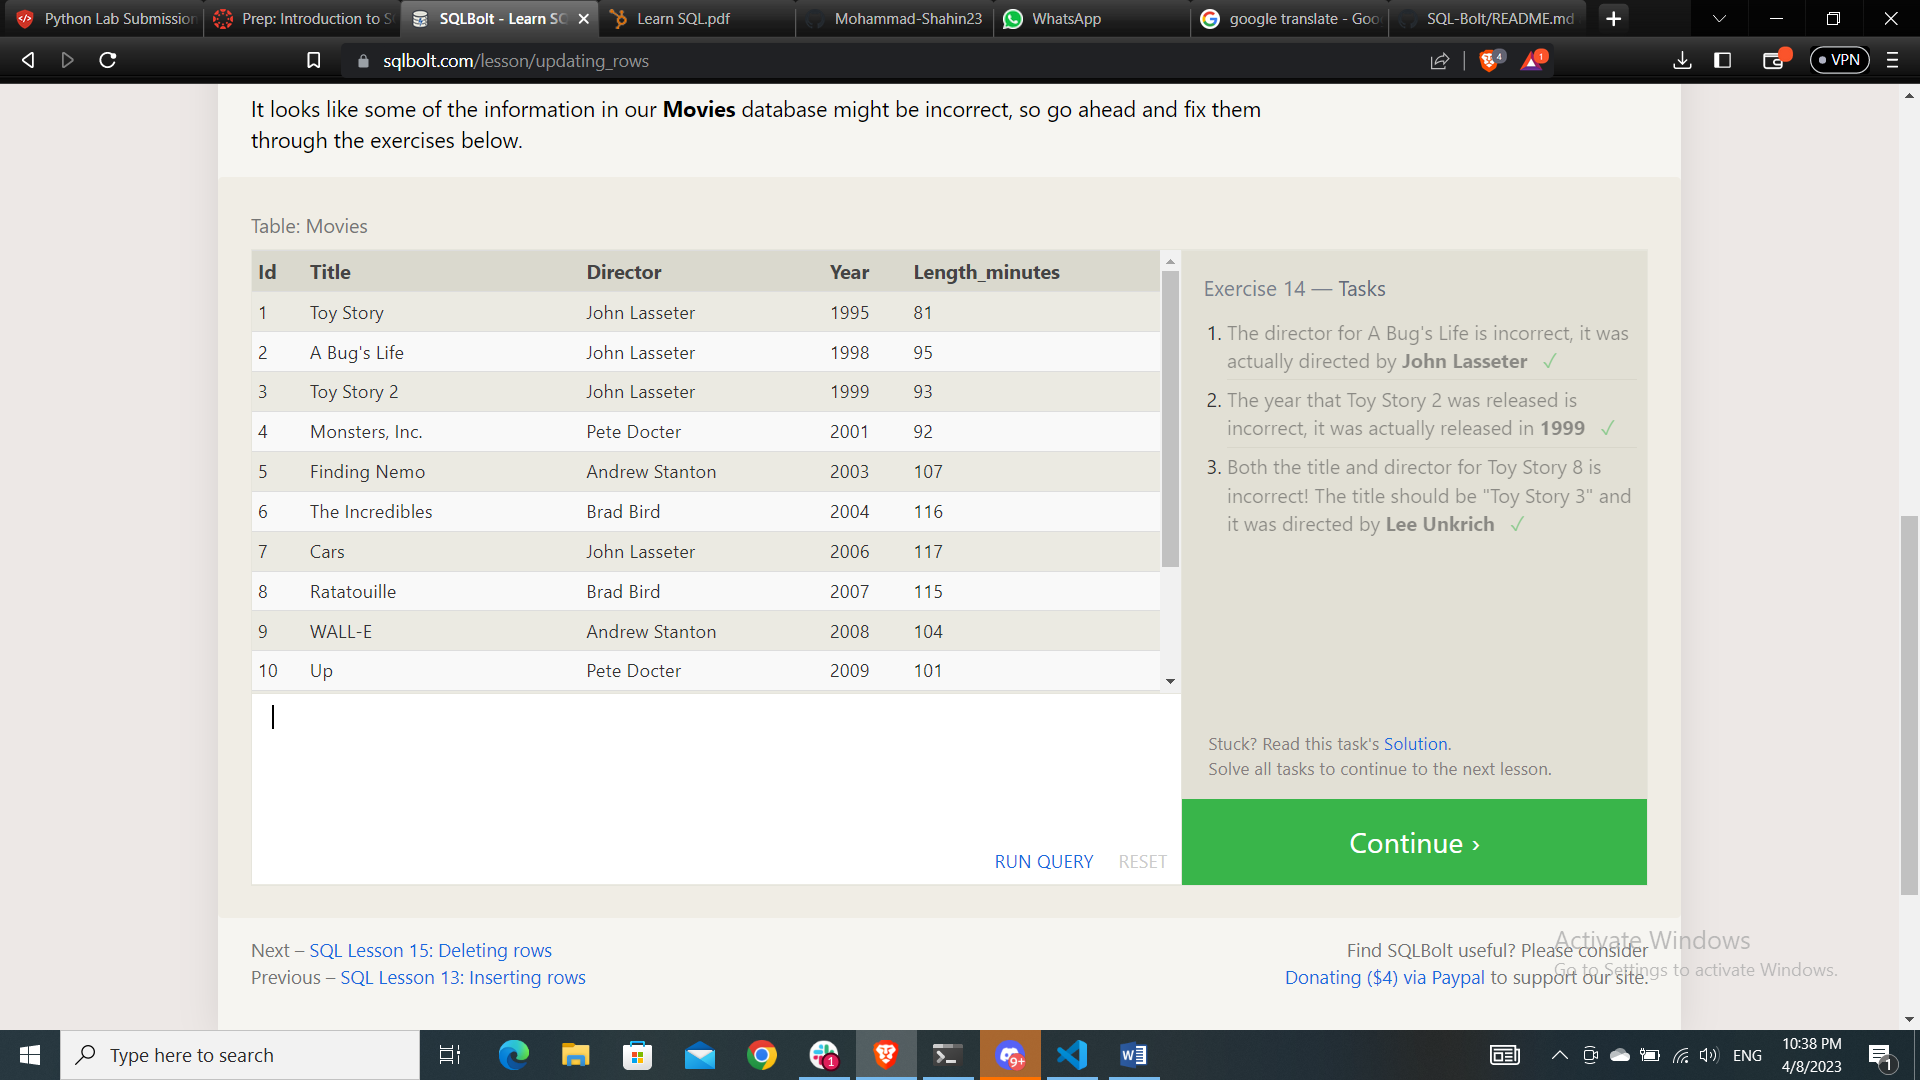 Python Lab Submission
Prep: Introduction to S
SQLBolt - Learn SQ
Learn SQL.pdf
Mohammad-Shahin23
WhatsApp
google translate - Goo
SQL-Bolt/README.md
sqlbolt.com/lesson/updating_rows
4
1
VPN
It looks like some of the information in our Movies database might be incorrect, so go ahead and fix them
through the exercises below.
Table: Movies
Id Title Director Year Length_minutes
1 Toy Story John Lasseter 1995 81
2 A Bug's Life John Lasseter 1998 95
3 Toy Story 2 John Lasseter 1999 93
4 Monsters, Inc. Pete Docter 2001 92
5 Finding Nemo Andrew Stanton 2003 107
6 The Incredibles Brad Bird 2004 116
7 Cars John Lasseter 2006 117
8 Ratatouille Brad Bird 2007 115
9 WALL-E Andrew Stanton 2008 104
10 Up Pete Docter 2009 101
RUN QUERY RESET
Exercise 14 — Tasks
1. The director for A Bug's Life is incorrect, it was
actually directed by John Lasseter ✓
2. The year that Toy Story 2 was released is
incorrect, it was actually released in 1999 ✓
3. Both the title and director for Toy Story 8 is
incorrect! The title should be "Toy Story 3" and
it was directed by Lee Unkrich ✓
Stuck? Read this task's Solution.
Solve all tasks to continue to the next lesson.
Continue ›
Next – SQL Lesson 15: Deleting rows
Previous – SQL Lesson 13: Inserting rows
Find SQLBolt useful? Please consider
Donating ($4) via Paypal to support our site.
Activate Windows
Go to Settings to activate Windows.
Type here to search
1
9+
ENG
10:38 PM
4/8/2023
1